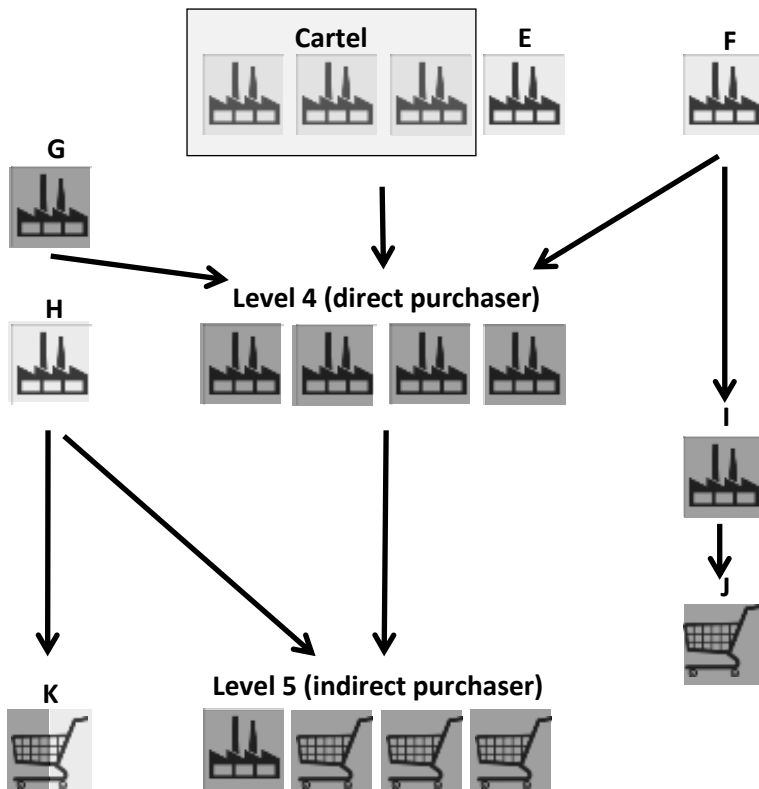 Cartel
E
F
G
Level 4 (direct purchaser)
H
I
J
Level 5 (indirect purchaser)
K